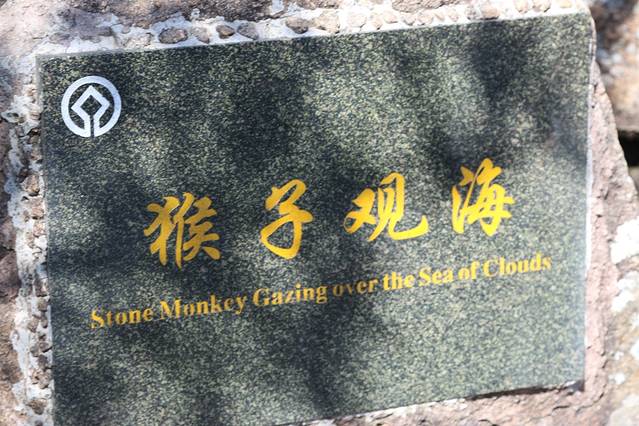 猴子观海
Stone Monkey Gazing over the Sea of Clouds